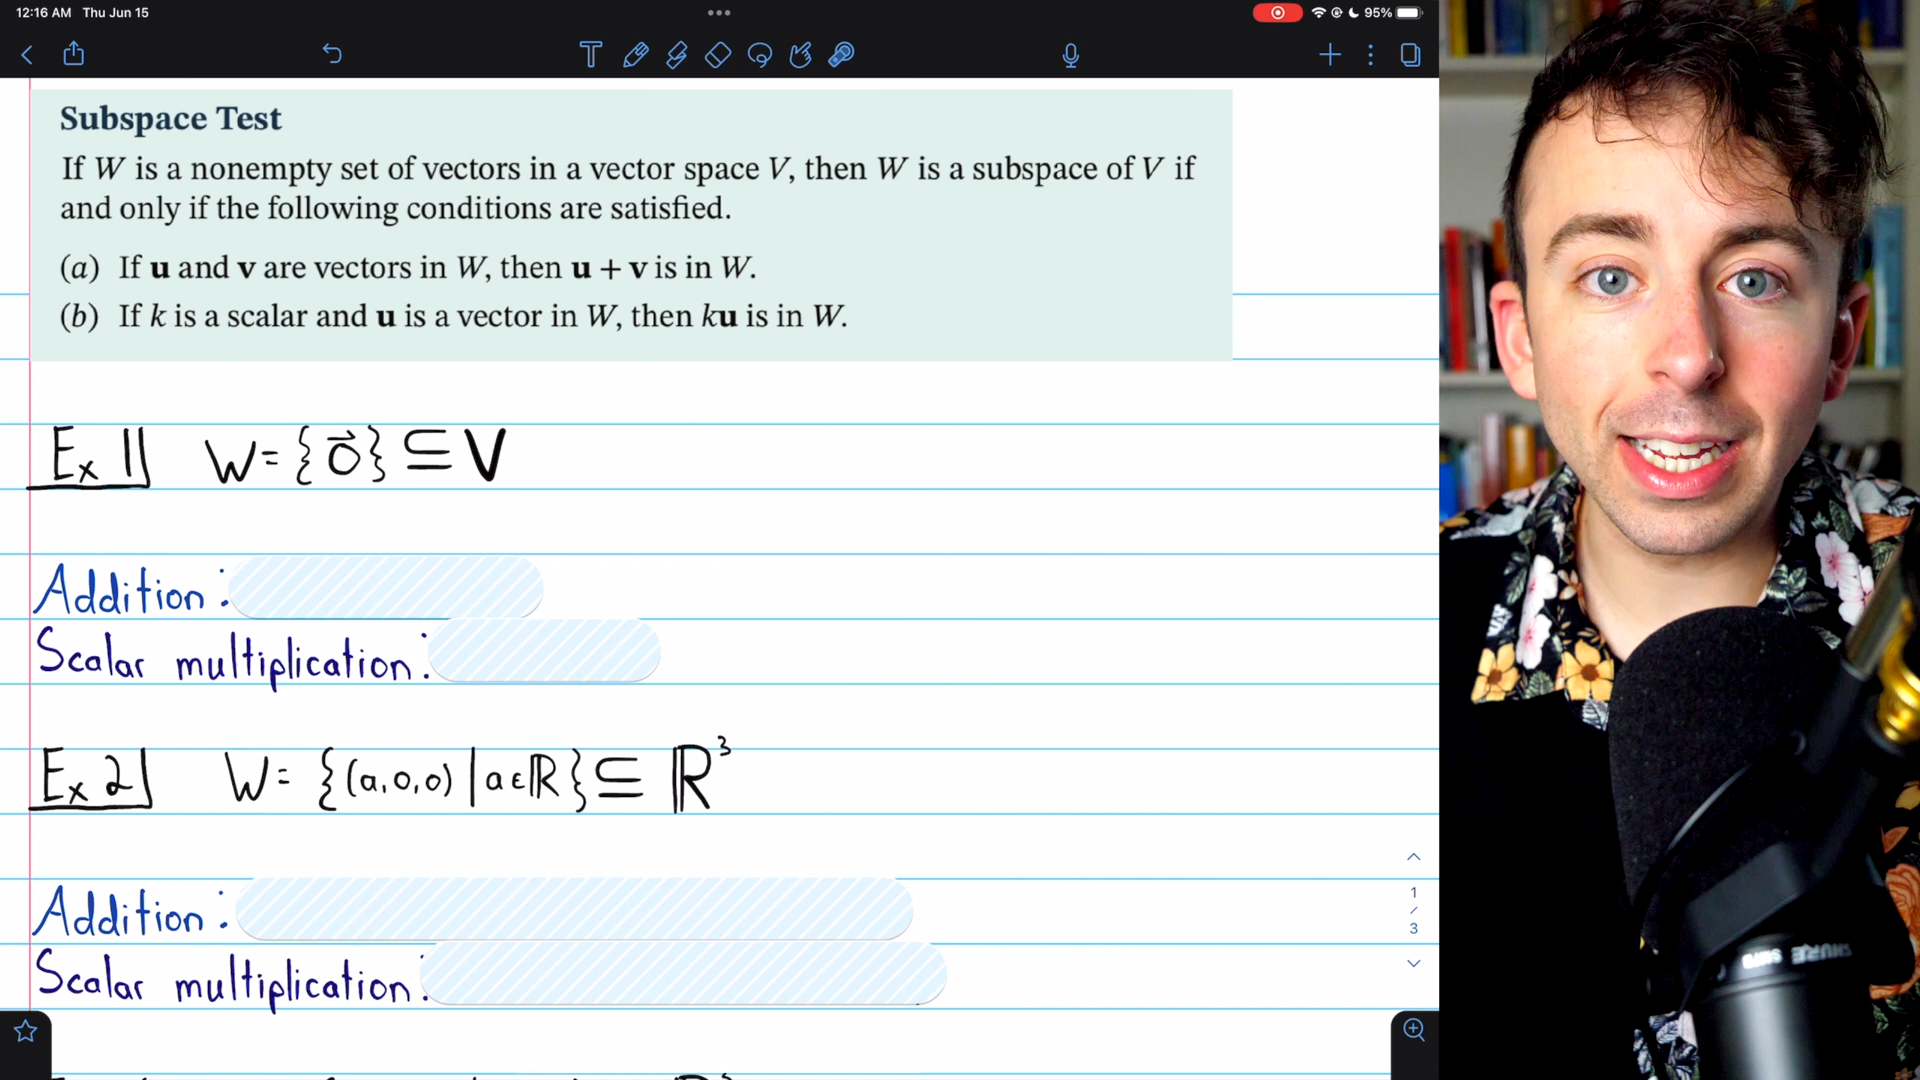 12:16 AM Thu Jun 15
95%
Subspace Test
If W is a nonempty set of vectors in a vector space V, then W is a subspace of V if
and only if the following conditions are satisfied.
(a) If u and v are vectors in W, then u + v is in W.
(b) If k is a scalar and u is a vector in W, then ku is in W.
Ex 1 W = {0⃗} ⊆ V
Addition:
Scalar multiplication:
Ex 2 W = {(a,0,0) | a ∈ ℝ} ⊆ ℝ³
1
/
3
Addition:
Scalar multiplication:
SHURE